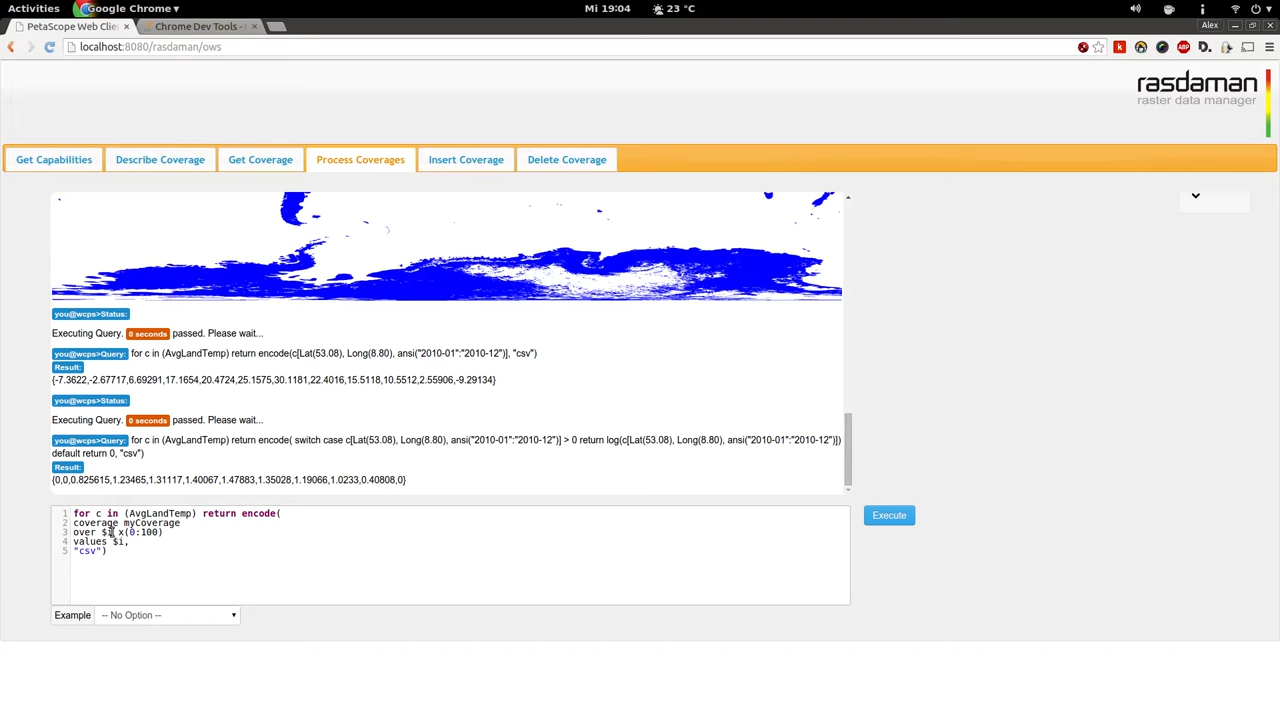 Activities
Google Chrome ▾
Mi 19:04
23 °C
PetaScope Web Clie
Chrome Dev Tools -
Alex
localhost:8080/rasdaman/ows
rasdaman
raster data manager
Get Capabilities
Describe Coverage
Get Coverage
Process Coverages
Insert Coverage
Delete Coverage
you@wcps>Status:
Executing Query. 0 seconds passed. Please wait...
you@wcps>Query: for c in (AvgLandTemp) return encode(c[Lat(53.08), Long(8.80), ansi("2010-01":"2010-12")], "csv")
Result:
{-7.3622,-2.67717,6.69291,17.1654,20.4724,25.1575,30.1181,22.4016,15.5118,10.5512,2.55906,-9.29134}
you@wcps>Status:
Executing Query. 0 seconds passed. Please wait...
you@wcps>Query: for c in (AvgLandTemp) return encode( switch case c[Lat(53.08), Long(8.80), ansi("2010-01":"2010-12")] > 0 return log(c[Lat(53.08), Long(8.80), ansi("2010-01":"2010-12")])
default return 0, "csv")
Result:
{0,0,0.825615,1.23465,1.31117,1.40067,1.47883,1.35028,1.19066,1.0233,0.40808,0}
1 for c in (AvgLandTemp) return encode(
2 coverage myCoverage
3 over $i x(0:100)
4 values $i,
5 "csv")
Execute
Example
-- No Option --